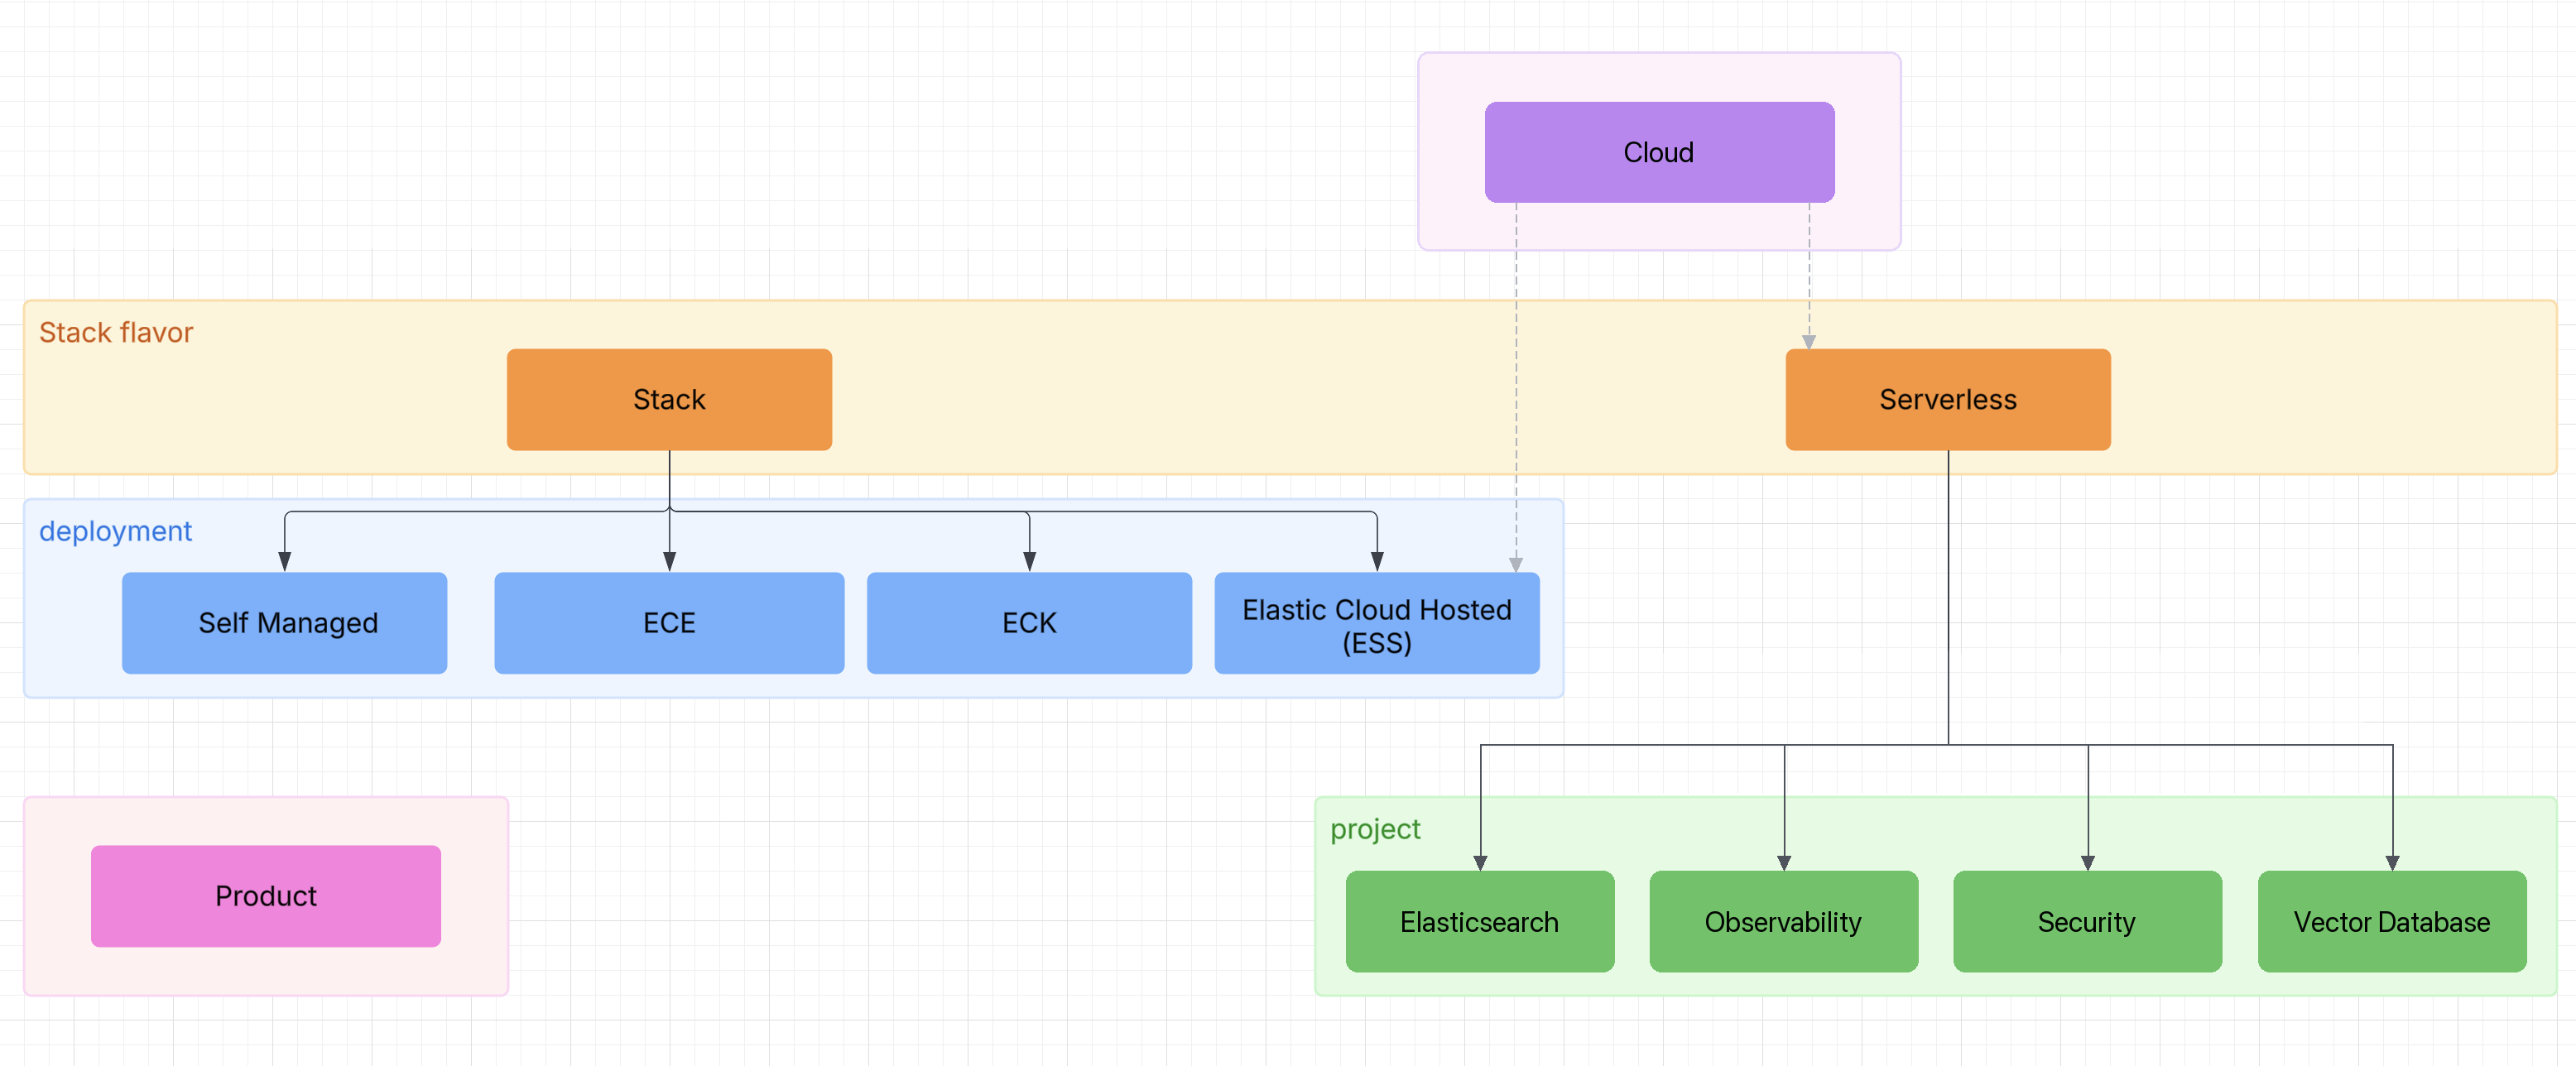 Cloud
Stack flavor
Stack
Serverless
deployment
Self Managed
ECE
ECK
Elastic Cloud Hosted
(ESS)
Product
project
Elasticsearch
Observability
Security
Vector Database